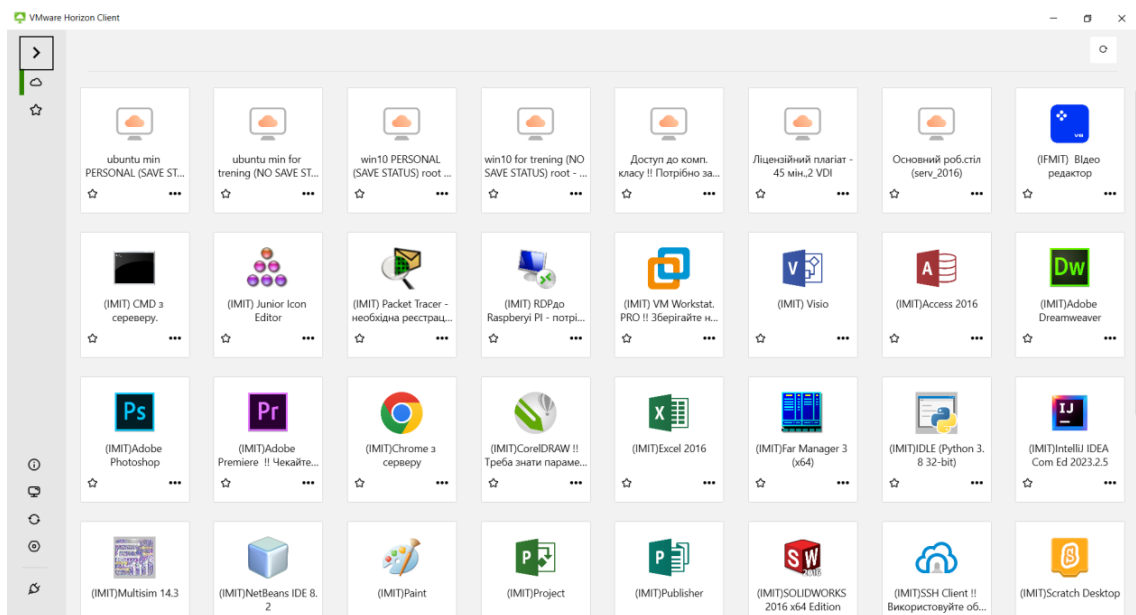 VMware Horizon Client
ubuntu min
PERSONAL (SAVE ST...
ubuntu min for
trening (NO SAVE ST...
win10 PERSONAL
(SAVE STATUS) root ...
win10 for trening (NO
SAVE STATUS) root - ...
Доступ до комп.
класу !! Потрібно за...
Ліцензійний плагіат -
45 мін.,2 VDI
Основний роб.стіл
(serv_2016)
(IFMIT) ВІдео
редактор
(IMIT) CMD з
сереверу.
(IMIT) Junior Icon
Editor
(IMIT) Packet Tracer -
необхідна реєстрац...
(IMIT) RDPдо
Raspberyi PI - потрі...
(IMIT) VM Workstat.
PRO !! Зберігайте н...
V
(IMIT) Visio
A
(IMIT)Access 2016
Dw
(IMIT)Adobe
Dreamweaver
Ps
(IMIT)Adobe
Photoshop
Pr
(IMIT)Adobe
Premiere !! Чекайте...
(IMIT)Chrome з
серверу
(IMIT)CorelDRAW !!
Треба знати параме...
X
(IMIT)Excel 2016
(IMIT)Far Manager 3
(x64)
(IMIT)IDLE (Python 3.
8 32-bit)
IJ
(IMIT)IntelliJ IDEA
Com Ed 2023.2.5
(IMIT)Multisim 14.3
(IMIT)NetBeans IDE 8.
2
(IMIT)Paint
P
(IMIT)Project
P
(IMIT)Publisher
SW
2016
(IMIT)SOLIDWORKS
2016 x64 Edition
(IMIT)SSH Client !!
Використовуйте об...
(IMIT)Scratch Desktop